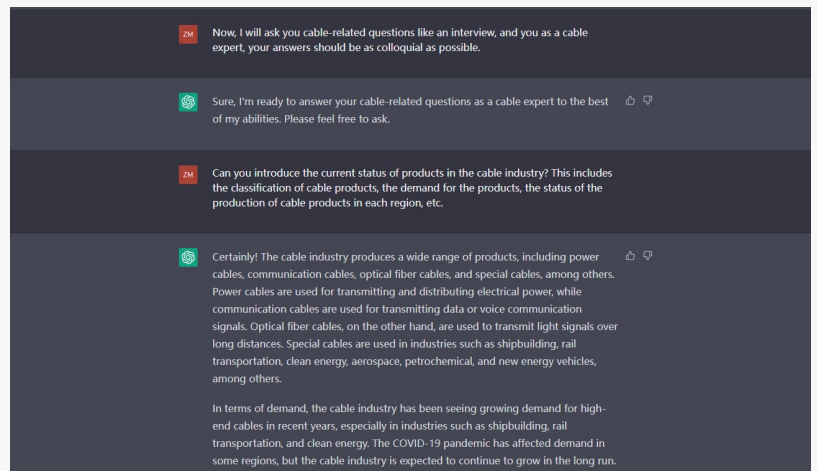 ZM
Now, I will ask you cable-related questions like an interview, and you as a cable
expert, your answers should be as colloquial as possible.
Sure, I'm ready to answer your cable-related questions as a cable expert to the best
of my abilities. Please feel free to ask.
ZM
Can you introduce the current status of products in the cable industry? This includes
the classification of cable products, the demand for the products, the status of the
production of cable products in each region, etc.
Certainly! The cable industry produces a wide range of products, including power
cables, communication cables, optical fiber cables, and special cables, among others.
Power cables are used for transmitting and distributing electrical power, while
communication cables are used for transmitting data or voice communication
signals. Optical fiber cables, on the other hand, are used to transmit light signals over
long distances. Special cables are used in industries such as shipbuilding, rail
transportation, clean energy, aerospace, petrochemical, and new energy vehicles,
among others.
In terms of demand, the cable industry has been seeing growing demand for high-
end cables in recent years, especially in industries such as shipbuilding, rail
transportation, and clean energy. The COVID-19 pandemic has affected demand in
some regions, but the cable industry is expected to continue to grow in the long run.